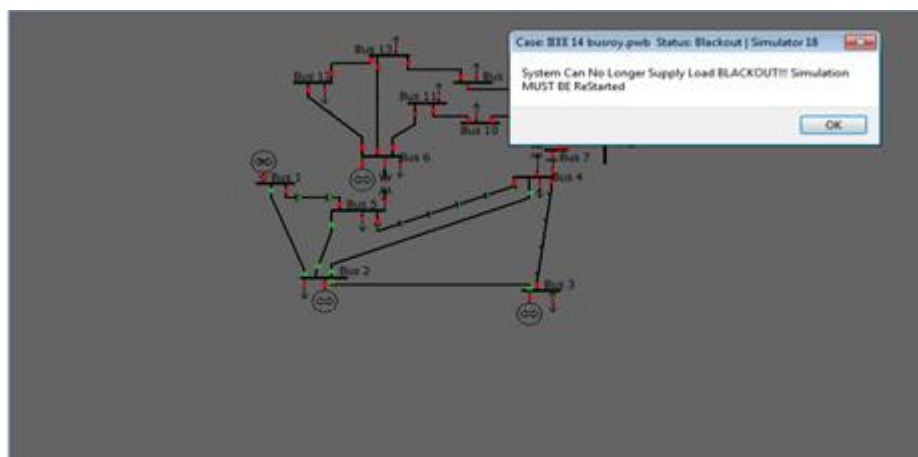 Case: IEEE 14 busroy.pwb Status: Blackout | Simulator 18
System Can No Longer Supply Load BLACKOUT!!! Simulation
MUST BE ReStarted
OK
Bus 13
Bus 12
Bus
Bus 11
Bus 10
Bus 6
Bus 7
Bus 1
Bus 4
Bus 5
Bus 2
Bus 3